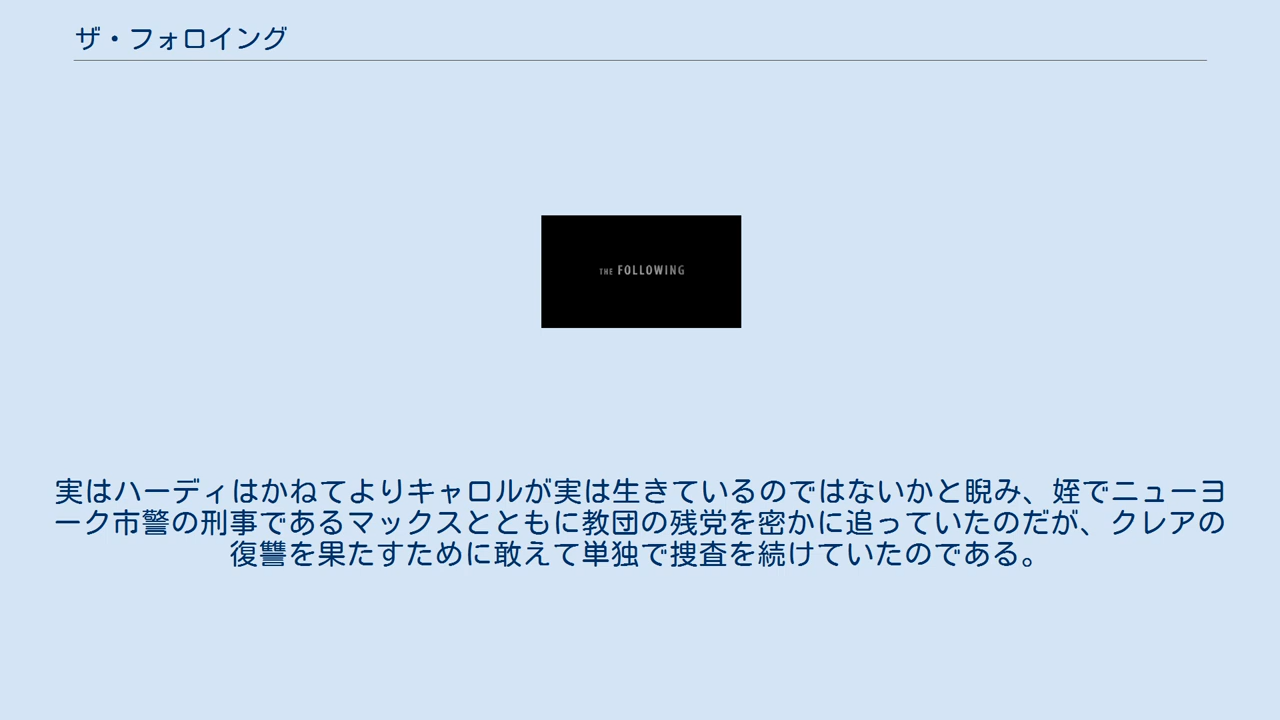 ザ・フォロイング
THE FOLLOWING
実はハーディはかねてよりキャロルが実は生きているのではないかと睨み、姪でニューヨ
ーク市警の刑事であるマックスとともに教団の残党を密かに追っていたのだが、クレアの
復讐を果たすために敢えて単独で捜査を続けていたのである。